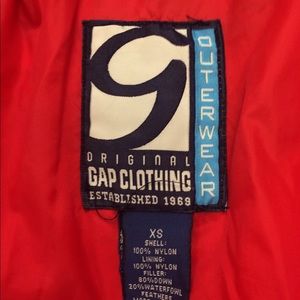 g
OUTERWEAR
ORIGINAL
GAP CLOTHING
ESTABLISHED 1969
XS
SHELL:
100% NYLON
LINING:
100% NYLON
FILLER:
80% DOWN
20% WATERFOWL
FEATHERS